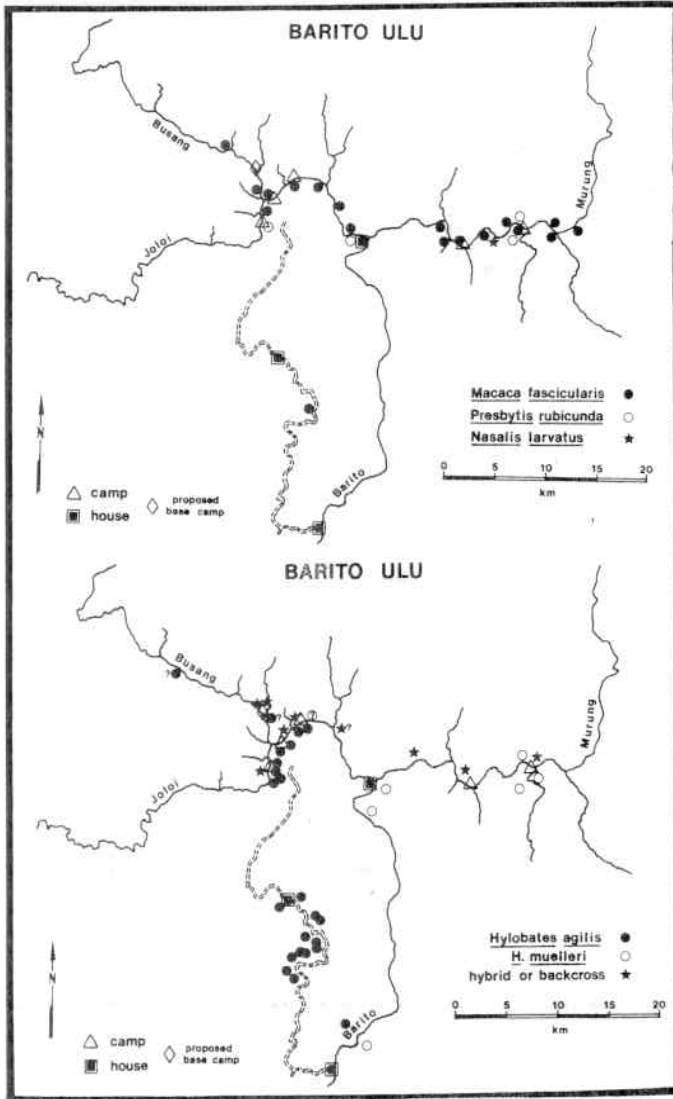 BARITO ULU
Busang
Murung
Joloi
Macaca fascicularis
Presbytis rubicunda
Nasalis larvatus
N
0 5 10 15 20
km
camp
house
proposed
base camp
Barito
BARITO ULU
Busang
?
?
?
?
Murung
Joloi
Hylobates agilis
H. muelleri
hybrid or backcross
N
0 5 10 15 20
km
camp
house
proposed
base camp
Barito